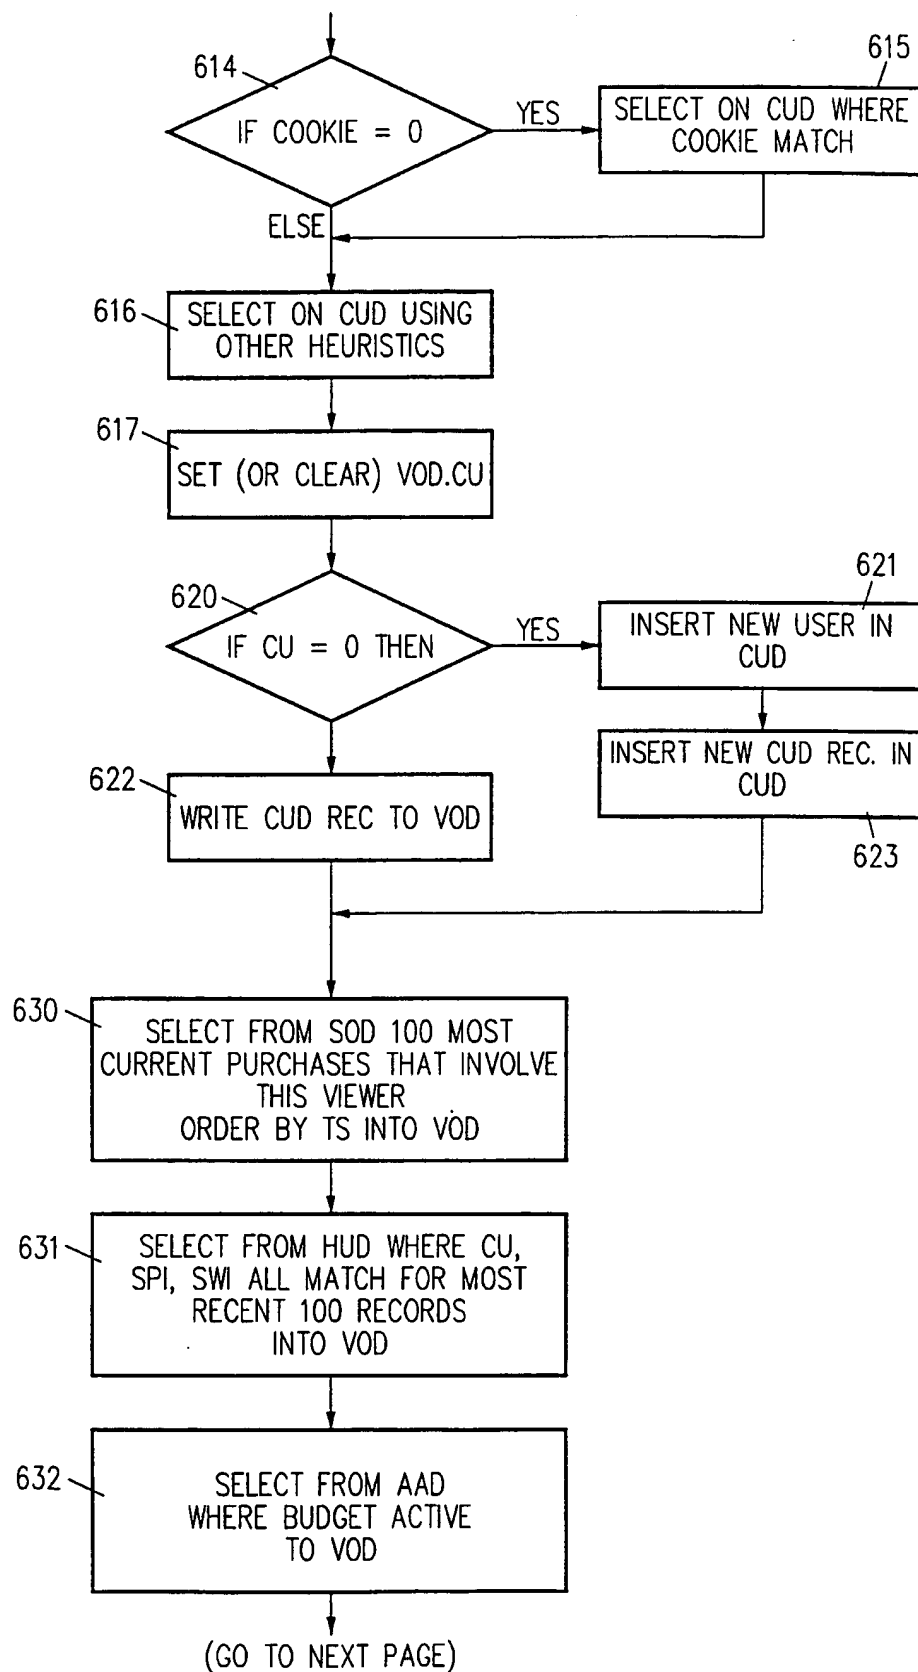 614
IF COOKIE = 0
YES
615
SELECT ON CUD WHERE
COOKIE MATCH
ELSE
616
SELECT ON CUD USING
OTHER HEURISTICS
617
SET (OR CLEAR) VOD.CU
620
IF CU = 0 THEN
YES
621
INSERT NEW USER IN
CUD
INSERT NEW CUD REC. IN
CUD
623
622
WRITE CUD REC TO VOD
630
SELECT FROM SOD 100 MOST
CURRENT PURCHASES THAT INVOLVE
THIS VIEWER
ORDER BY TS INTO VOD
631
SELECT FROM HUD WHERE CU,
SPI, SWI ALL MATCH FOR MOST
RECENT 100 RECORDS
INTO VOD
632
SELECT FROM AAD
WHERE BUDGET ACTIVE
TO VOD
(GO TO NEXT PAGE)